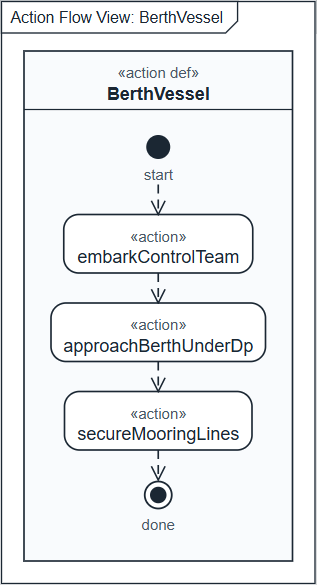 Action Flow View: BerthVessel
«action def»
BerthVessel
start
«action»
embarkControlTeam
«action»
approachBerthUnderDp
«action»
secureMooringLines
done